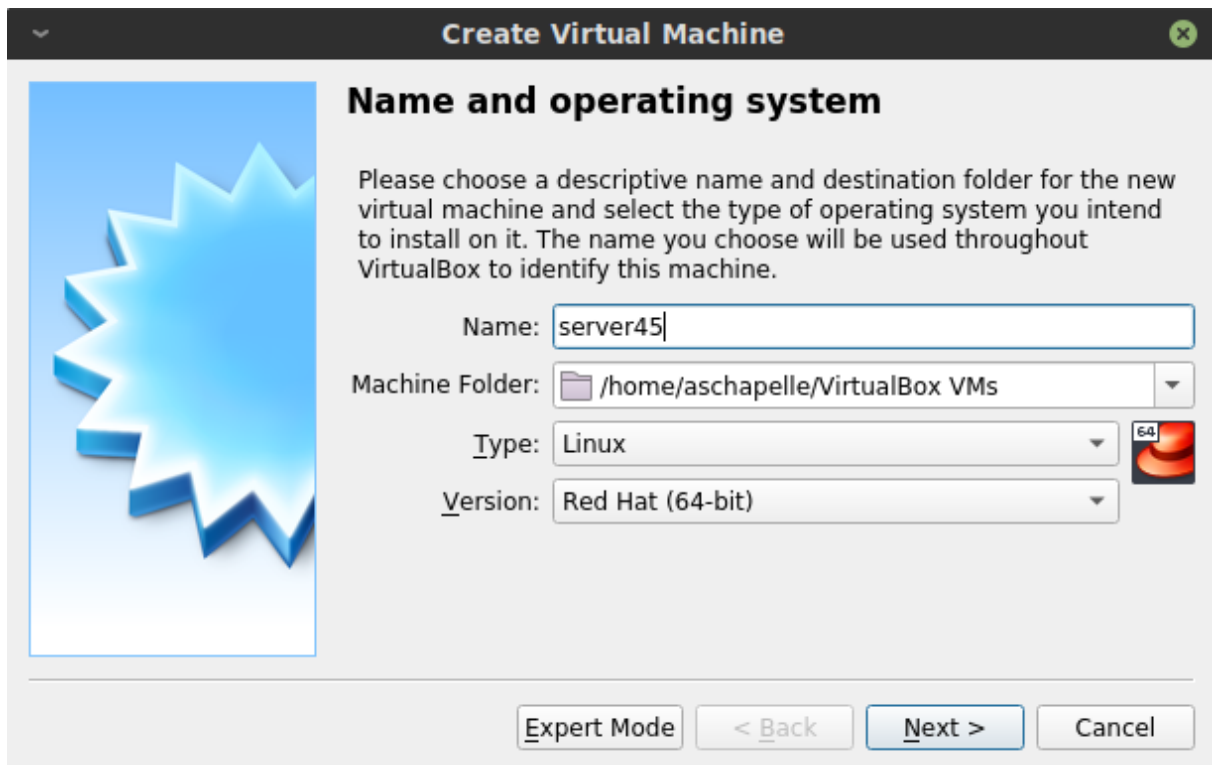 Create Virtual Machine
Name and operating system
Please choose a descriptive name and destination folder for the new
virtual machine and select the type of operating system you intend
to install on it. The name you choose will be used throughout
VirtualBox to identify this machine.
Name: server45
Machine Folder: /home/aschapelle/VirtualBox VMs
Type: Linux
64
Version: Red Hat (64-bit)
Expert Mode < Back Next > Cancel